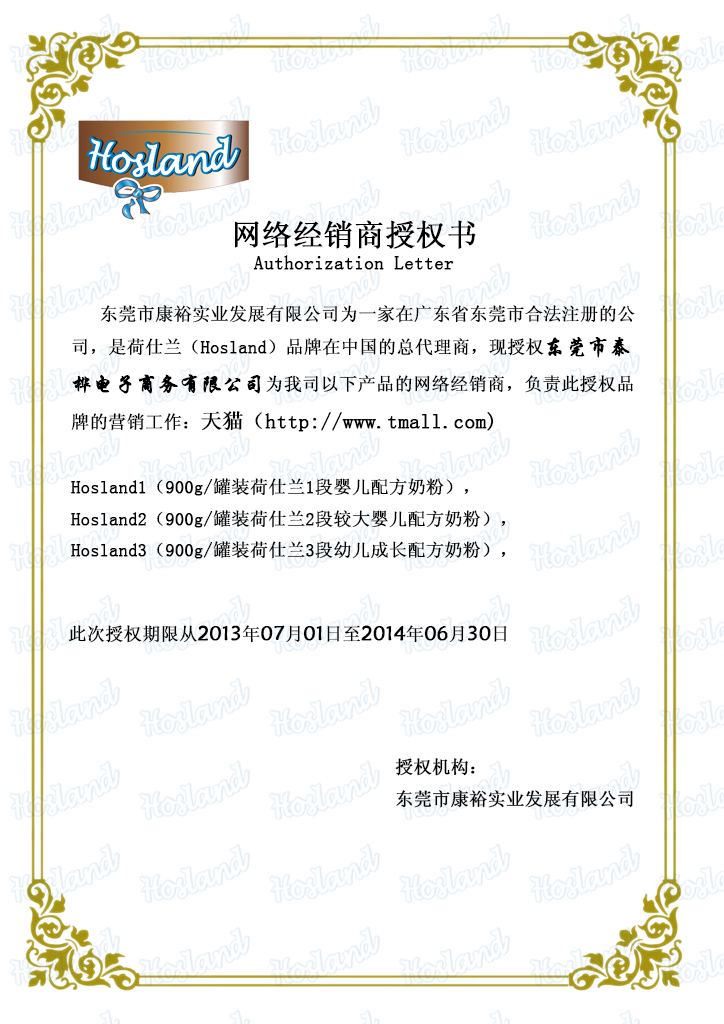 Hosland
网络经销商授权书
Authorization Letter
东莞市康裕实业发展有限公司为一家在广东省东莞市合法注册的公
司，是荷仕兰（Hosland）品牌在中国的总代理商，现授权东莞市泰
桦电子商务有限公司为我司以下产品的网络经销商，负责此授权品
牌的营销工作：天猫（http://www.tmall.com)
Hosland1（900g/罐装荷仕兰1段婴儿配方奶粉），
Hosland2（900g/罐装荷仕兰2段较大婴儿配方奶粉），
Hosland3（900g/罐装荷仕兰3段幼儿成长配方奶粉），
此次授权期限从2013年07月01日至2014年06月30日
授权机构：
东莞市康裕实业发展有限公司